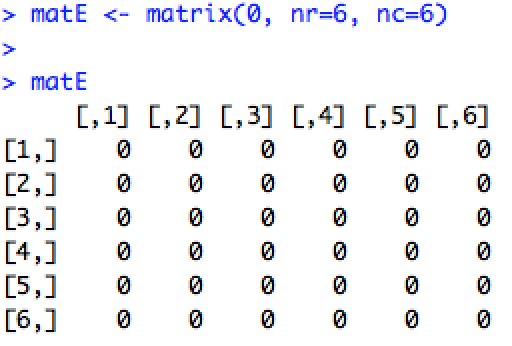 > matE <- matrix(0, nr=6, nc=6)
>
> matE
     [,1] [,2] [,3] [,4] [,5] [,6]
[1,]    0    0    0    0    0    0
[2,]    0    0    0    0    0    0
[3,]    0    0    0    0    0    0
[4,]    0    0    0    0    0    0
[5,]    0    0    0    0    0    0
[6,]    0    0    0    0    0    0